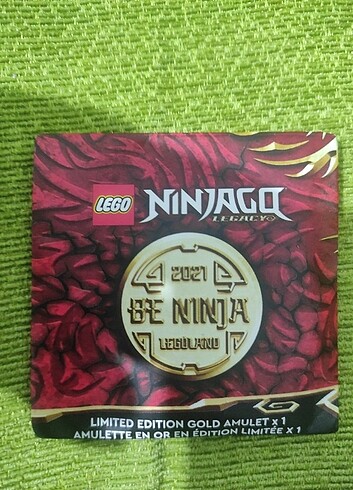 LEGO NINJAGO
LEGACY
2021
BE NINJA
LEGOLAND
LIMITED EDITION GOLD AMULET x 1
AMULETTE EN OR EN ÉDITION LIMITÉE x 1